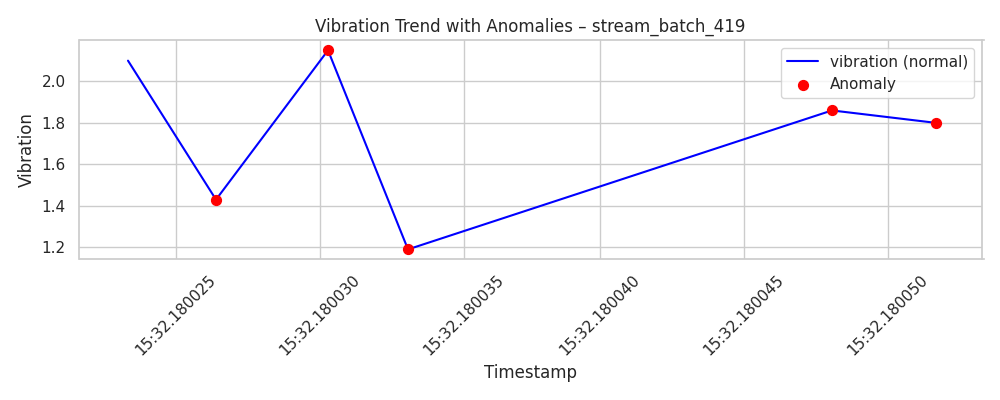 Vibration Trend with Anomalies – stream_batch_419
vibration (normal)
Anomaly
Vibration
2.0
1.8
1.6
1.4
1.2
15:32.180025
15:32.180030
15:32.180035
15:32.180040
15:32.180045
15:32.180050
Timestamp